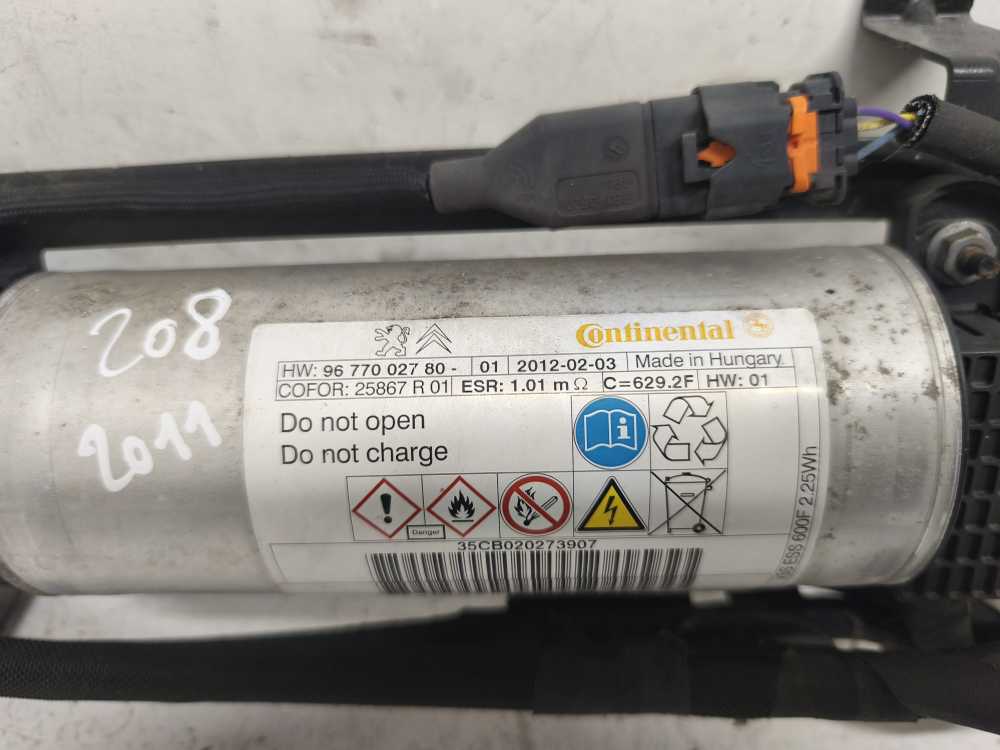 208
2011
Continental
HW: 96 770 027 80 - 01 2012-02-03 Made in Hungary
COFOR: 25867 R 01 ESR: 1.01 m Ω C=629.2F HW: 01
Do not open
Do not charge
Danger
35CB020273907
ESS 600F 2.25Wh